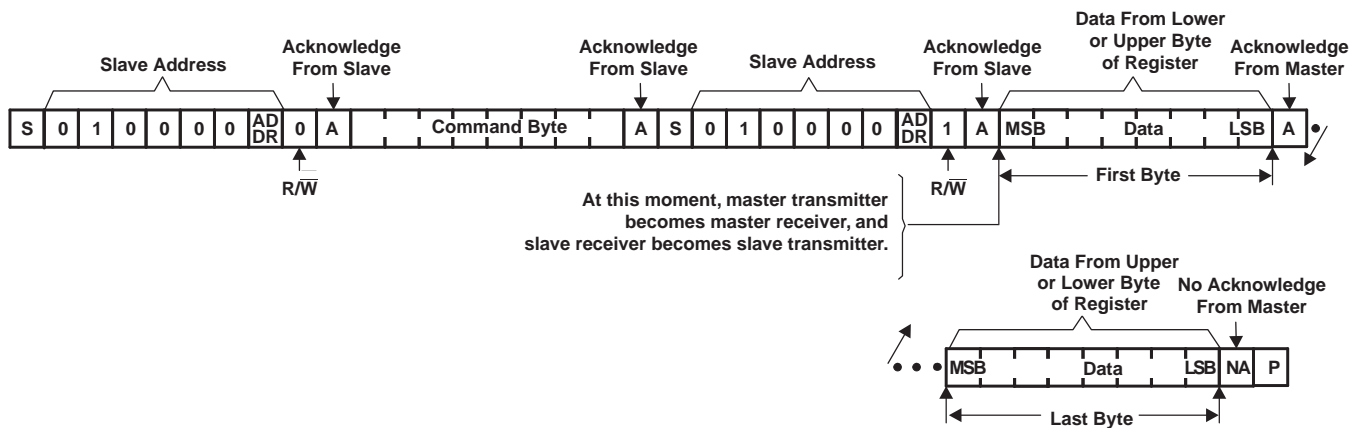 Slave Address
Acknowledge
From Slave
Acknowledge
From Slave
Slave Address
Acknowledge
From Slave
Data From Lower
or Upper Byte
of Register
Acknowledge
From Master
S 0 1 0 0 0 0 AD DR 0 A Command Byte A S 0 1 0 0 0 0 AD DR 1 A MSB Data LSB A
R/W̅
R/W̅
First Byte
At this moment, master transmitter
becomes master receiver, and
slave receiver becomes slave transmitter.
Data From Upper
or Lower Byte
of Register
No Acknowledge
From Master
MSB Data LSB NA P
Last Byte